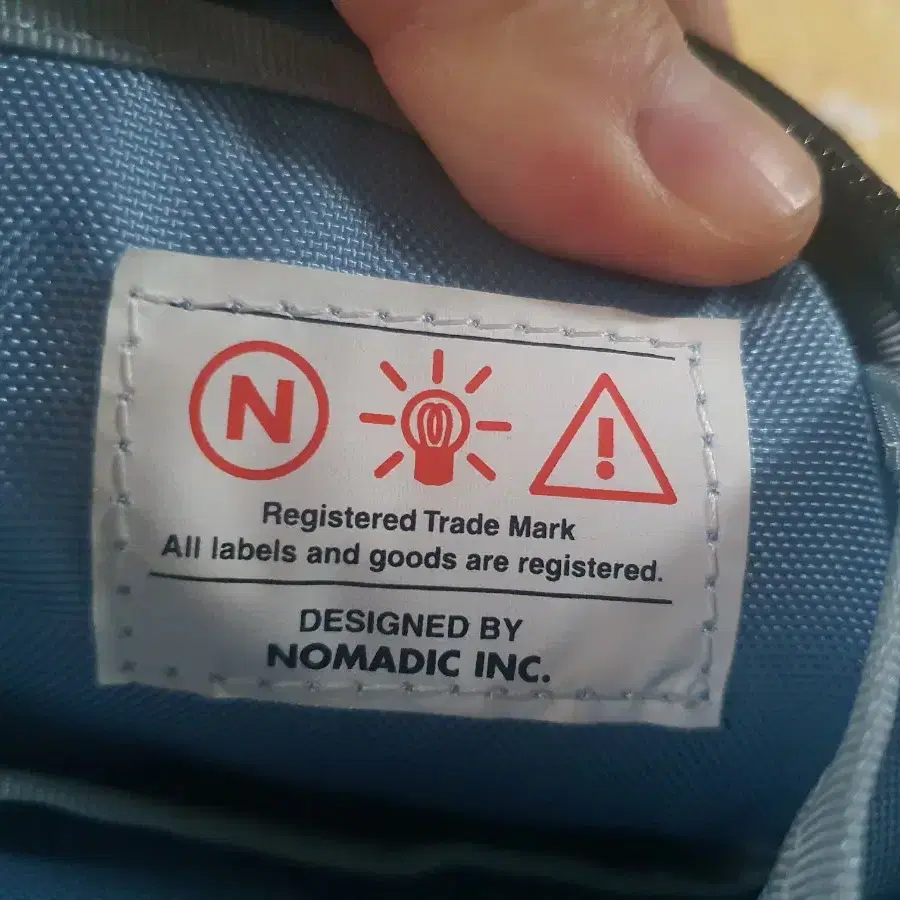 N
Registered Trade Mark
All labels and goods are registered.
DESIGNED BY
NOMADIC INC.